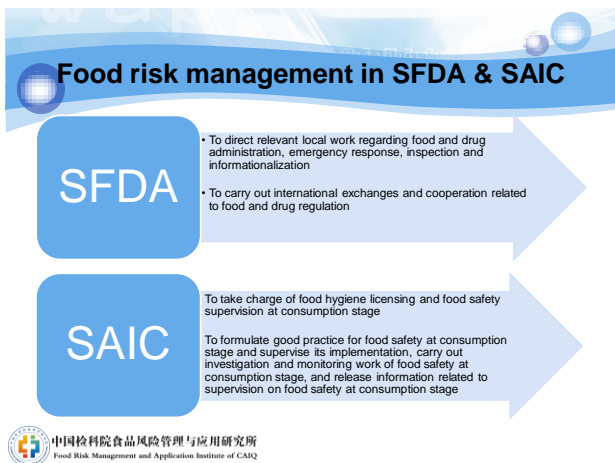 Food risk management in SFDA & SAIC
SFDA
• To direct relevant local work regarding food and drug
administration, emergency response, inspection and
informationalization
• To carry out international exchanges and cooperation related
to food and drug regulation
SAIC
To take charge of food hygiene licensing and food safety
supervision at consumption stage
To formulate good practice for food safety at consumption
stage and supervise its implementation, carry out
investigation and monitoring work of food safety at
consumption stage, and release information related to
supervision on food safety at consumption stage
中国检科院食品风险管理与应用研究所
Food Risk Management and Application Institute of CAIQ